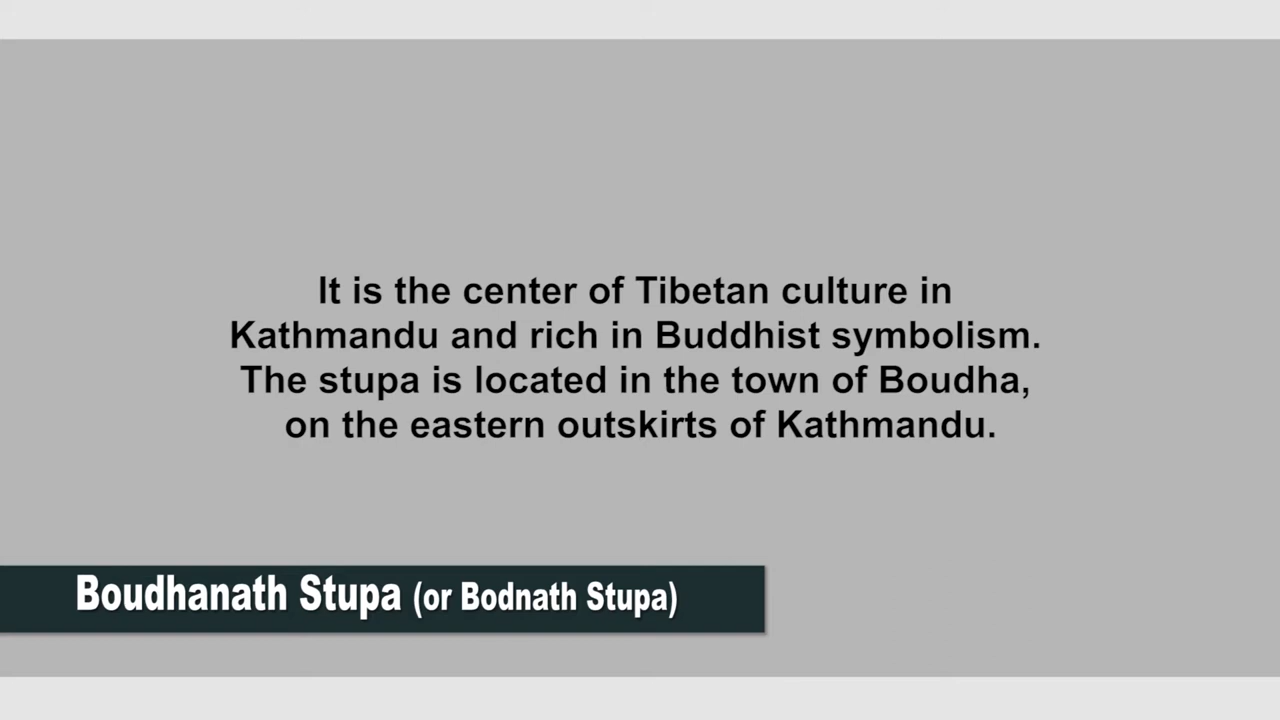 It is the center of Tibetan culture in
Kathmandu and rich in Buddhist symbolism.
The stupa is located in the town of Boudha,
on the eastern outskirts of Kathmandu.
Boudhanath Stupa (or Bodnath Stupa)